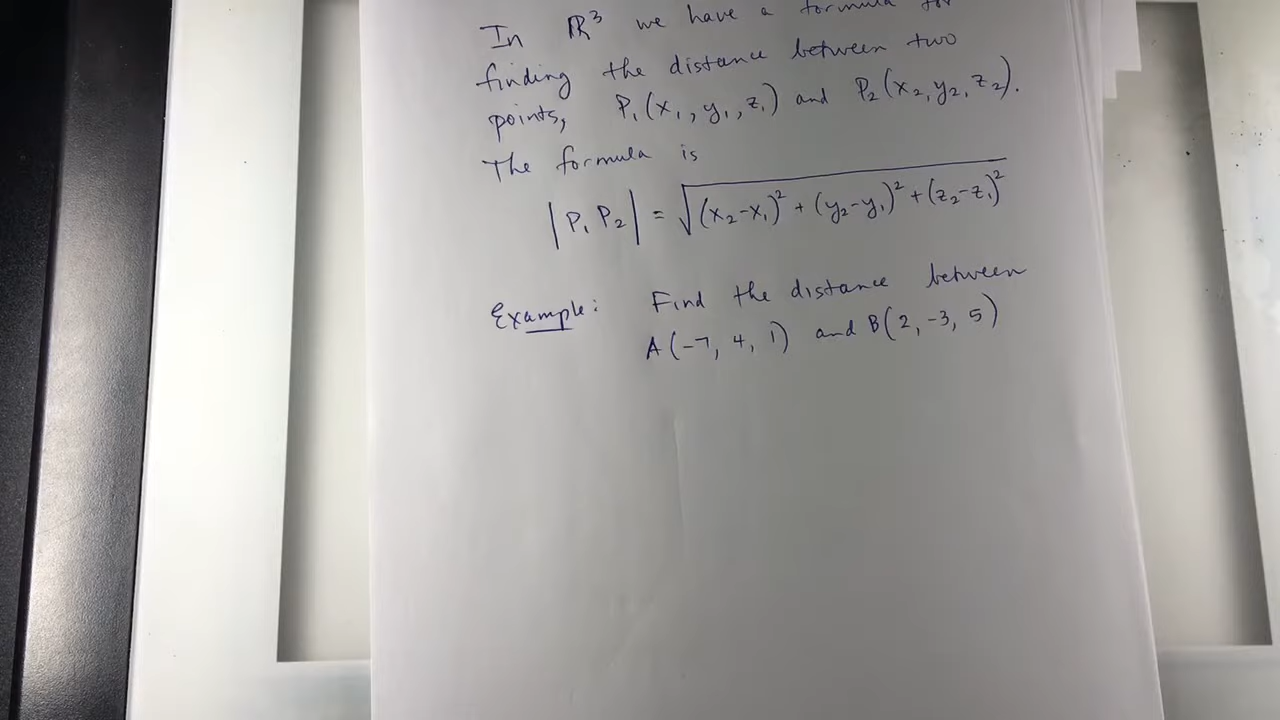 In ℝ³ we have a formula for
finding the distance between two
points, P₁(x₁, y₁, z₁) and P₂(x₂, y₂, z₂).
The formula is
|P₁P₂| = √((x₂-x₁)² + (y₂-y₁)² + (z₂-z₁)²)
Example: Find the distance between
A(-7, 4, 1) and B(2, -3, 5)